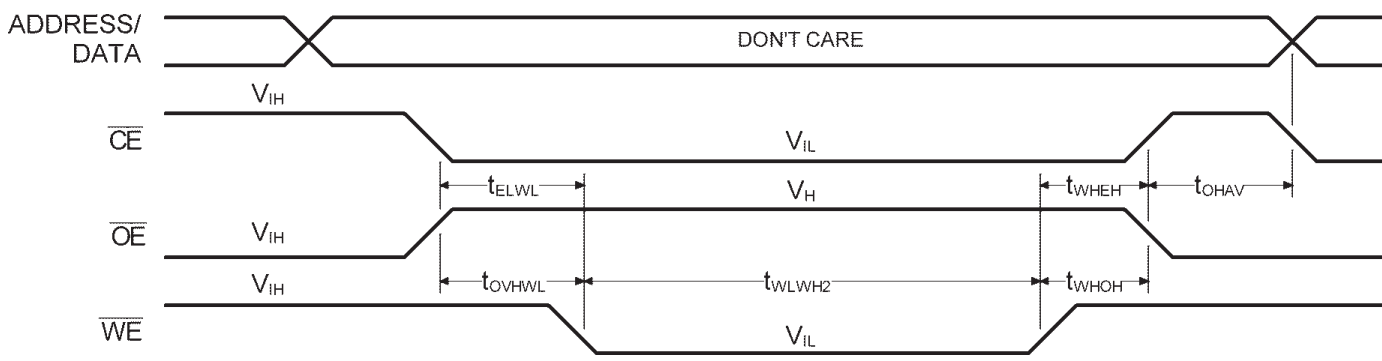 ADDRESS/
DATA
DON'T CARE
VIH
CE
VIL
tELWL
VH
tWHEH
tOHAV
OE
VIH
VIH
tOVHWL
tWLWH2
tWHOH
WE
VIL